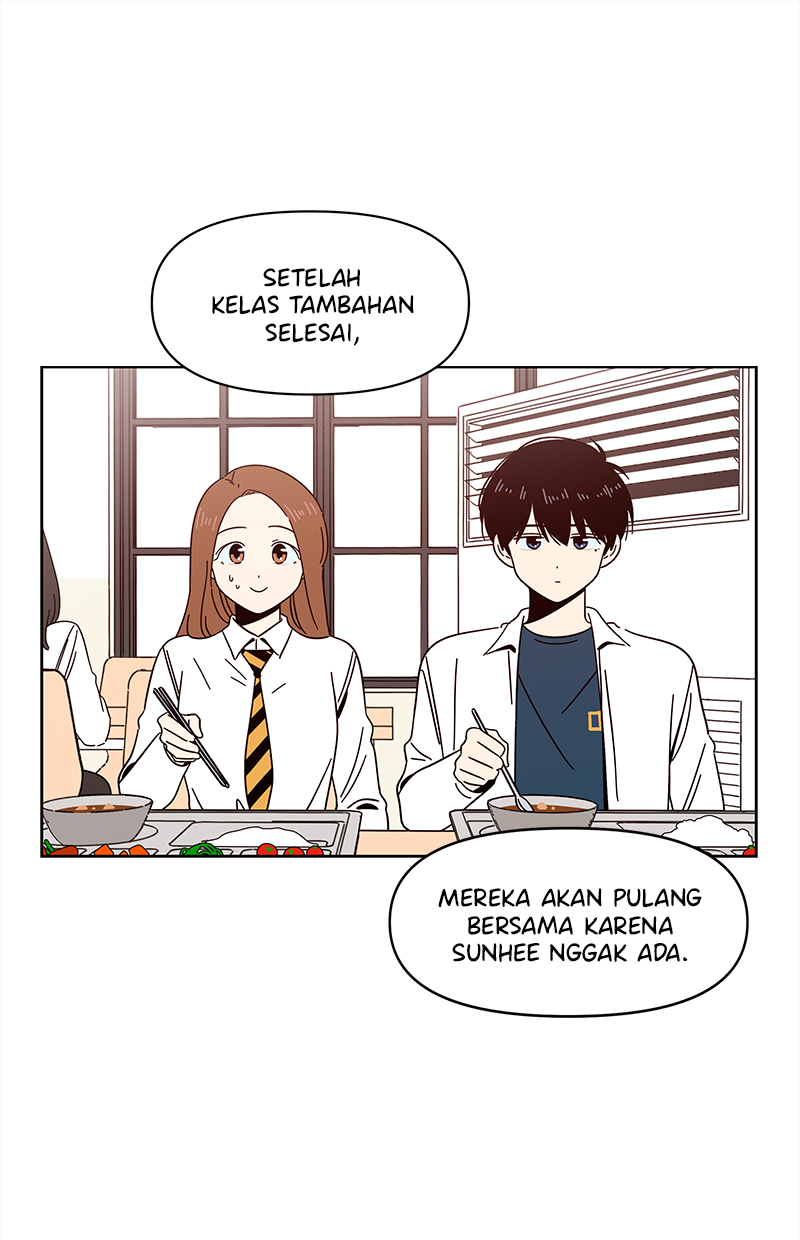 SETELAH
KELAS TAMBAHAN
SELESAI,
MEREKA AKAN PULANG
BERSAMA KARENA
SUNHEE NGGAK ADA.